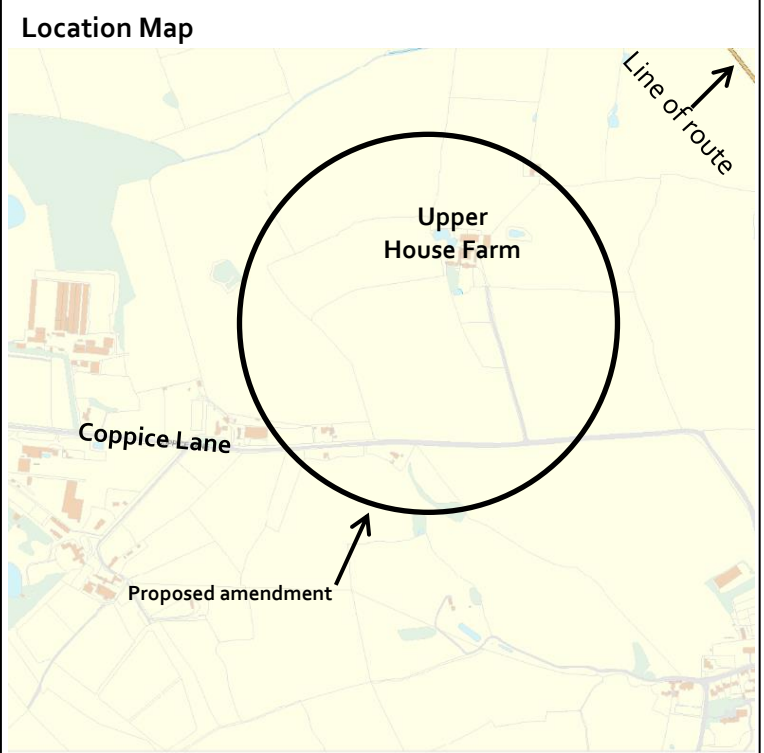 Location Map
Line of route
Upper
House Farm
Coppice Lane
Proposed amendment